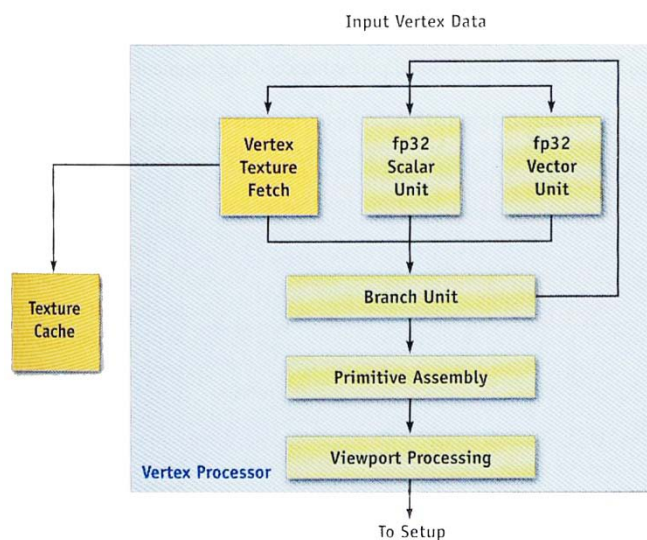 Input Vertex Data
Vertex
Texture
Fetch
fp32
Scalar
Unit
fp32
Vector
Unit
Texture
Cache
Branch Unit
Primitive Assembly
Viewport Processing
Vertex Processor
To Setup